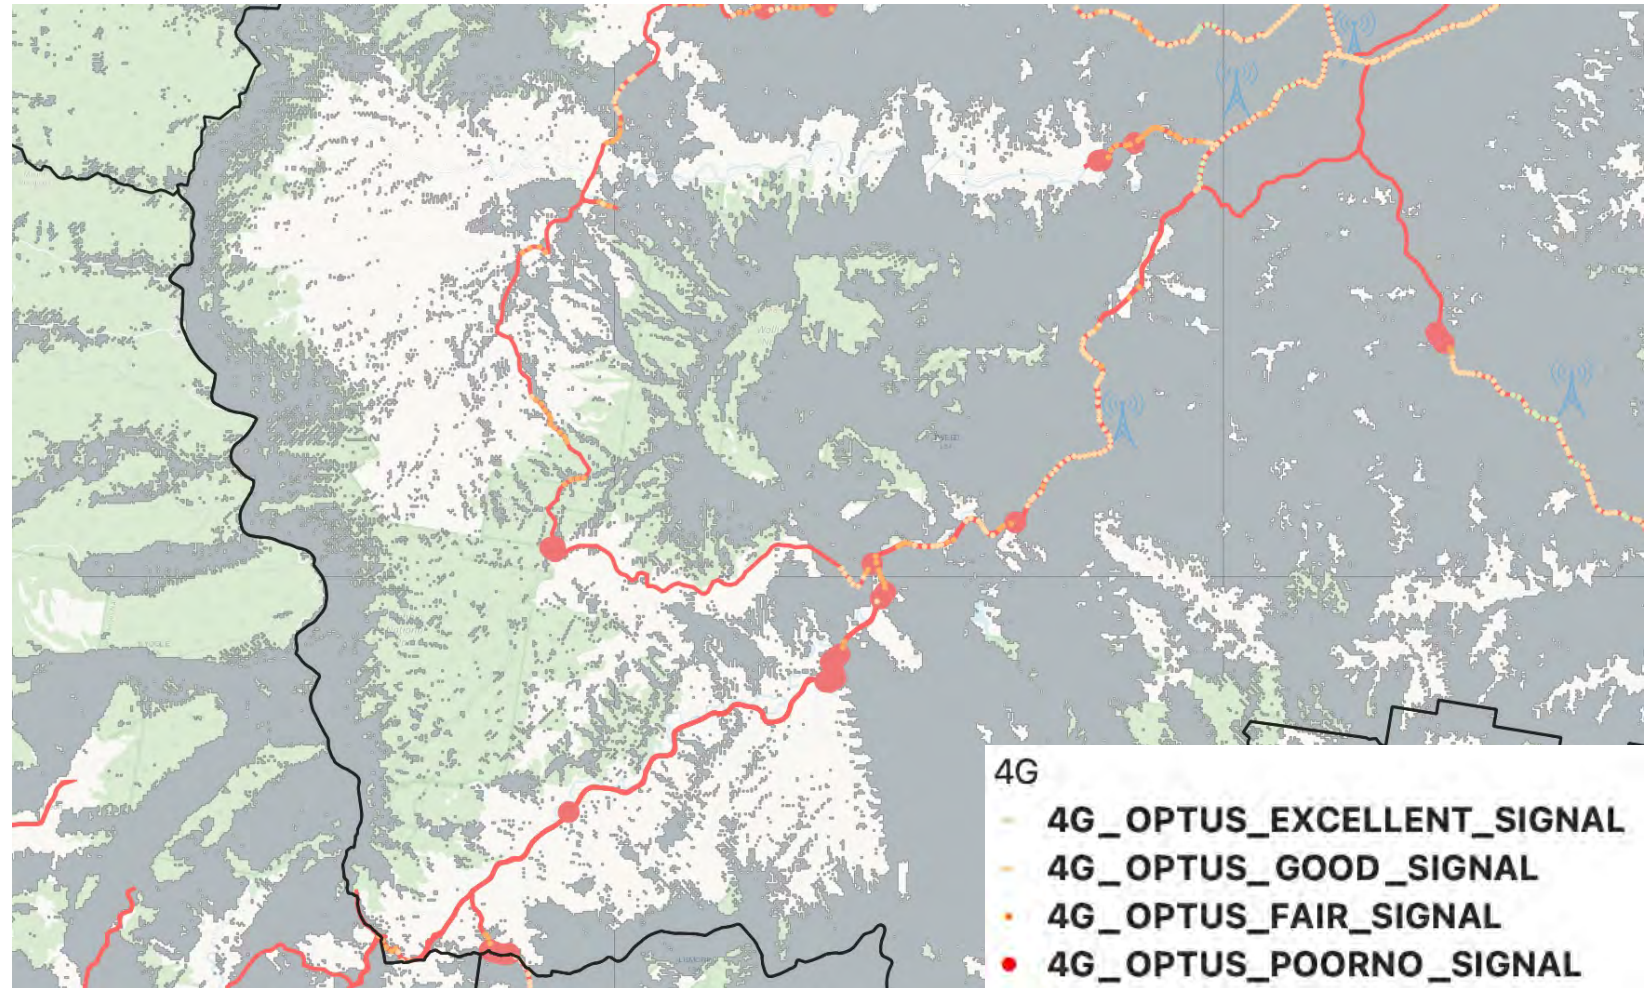 4G
4G_OPTUS_EXCELLENT_SIGNAL
4G_OPTUS_GOOD_SIGNAL
4G_OPTUS_FAIR_SIGNAL
4G_OPTUS_POORNO_SIGNAL